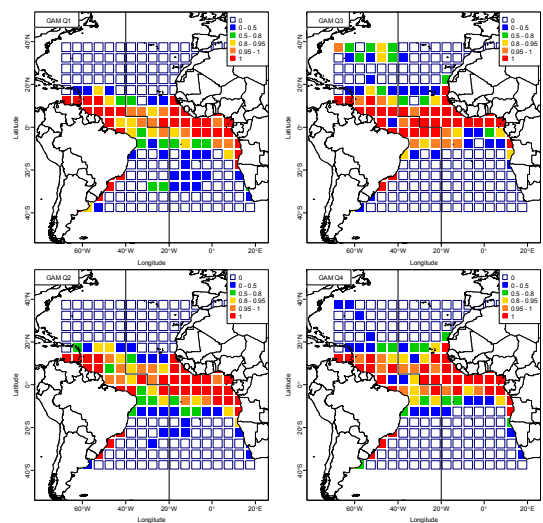 GAM Q1
0
0 - 0.5
0.5 - 0.8
0.8 - 0.95
0.95 - 1
1
40°N
20°N
0°
20°S
40°S
Latitude
60°W
40°W
20°W
0°
20°E
Longitude
GAM Q3
0
0 - 0.5
0.5 - 0.8
0.8 - 0.95
0.95 - 1
1
40°N
20°N
0°
20°S
40°S
Latitude
60°W
40°W
20°W
0°
20°E
Longitude
GAM Q2
0
0 - 0.5
0.5 - 0.8
0.8 - 0.95
0.95 - 1
1
40°N
20°N
0°
20°S
40°S
Latitude
60°W
40°W
20°W
0°
20°E
Longitude
GAM Q4
0
0 - 0.5
0.5 - 0.8
0.8 - 0.95
0.95 - 1
1
40°N
20°N
0°
20°S
40°S
Latitude
60°W
40°W
20°W
0°
20°E
Longitude